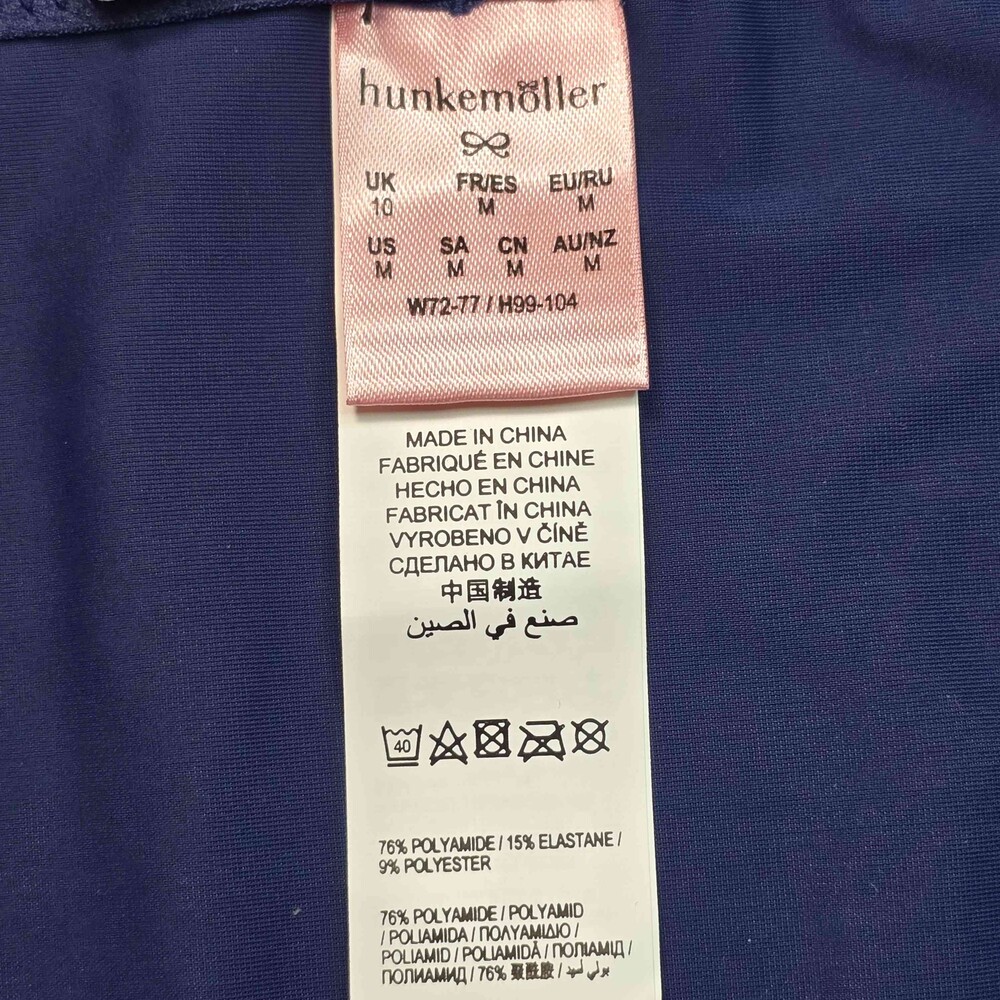 hunkemöller
UK FR/ES EU/RU
10 M M
US SA CN AU/NZ
M M M M
W72-77 / H99-104
MADE IN CHINA
FABRIQUÉ EN CHINE
HECHO EN CHINA
FABRICAT ÎN CHINA
VYROBENO V ČÍNĚ
СДЕЛАНО В КИТАЕ
中国制造
صنع في الصين
40
76% POLYAMIDE / 15% ELASTANE /
9% POLYESTER
76% POLYAMIDE / POLYAMID
/ POLIAMIDA / ΠΟΛΥΑΜΙΔΙΟ /
POLIAMID / POLIAMIDĂ / ПОЛІАМІД /
ПОЛИАМИД / 76% 聚酰胺 / بولي أميد